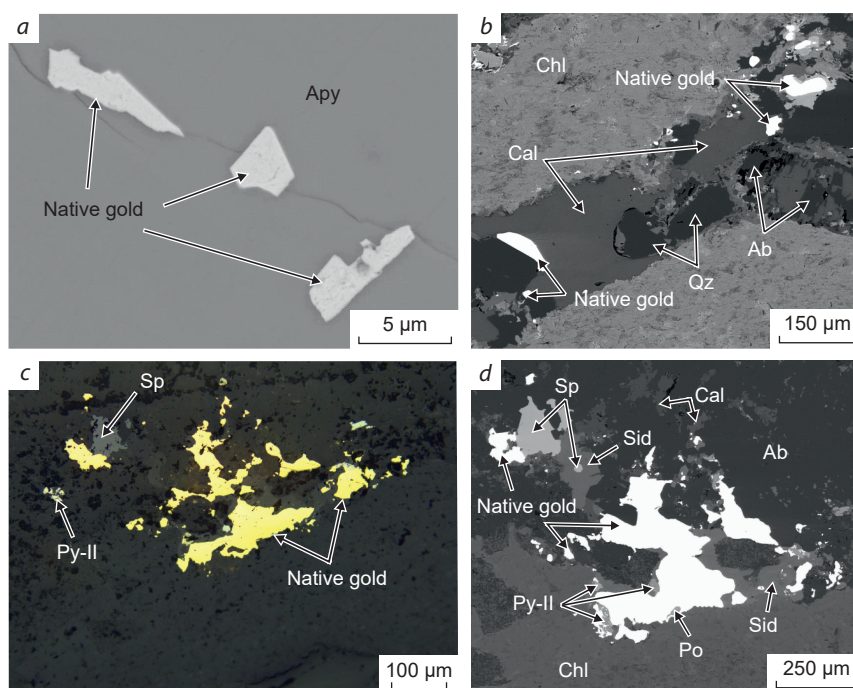 a
Apy
Native gold
5 µm
b
Chl
Native gold
Cal
Ab
Qz
Native gold
150 µm
c
Sp
Py-II
Native gold
100 µm
d
Sp
Cal
Sid
Ab
Native gold
Py-II
Po
Sid
Chl
250 µm